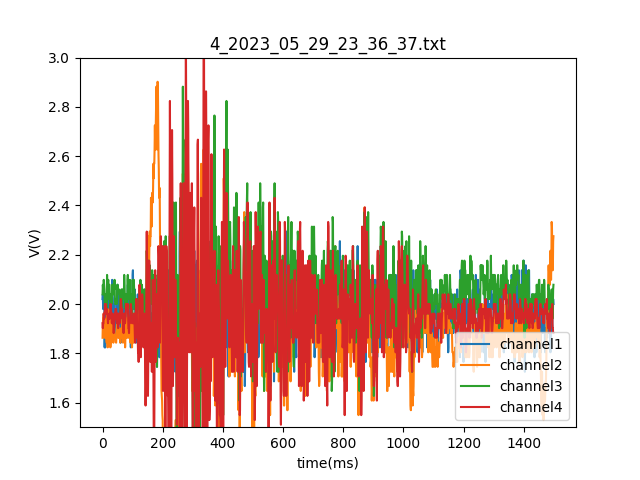 4_2023_05_29_23_36_37.txt
V(V)
3.0
2.8
2.6
2.4
2.2
2.0
1.8
1.6
channel1
channel2
channel3
channel4
0 200 400 600 800 1000 1200 1400
time(ms)